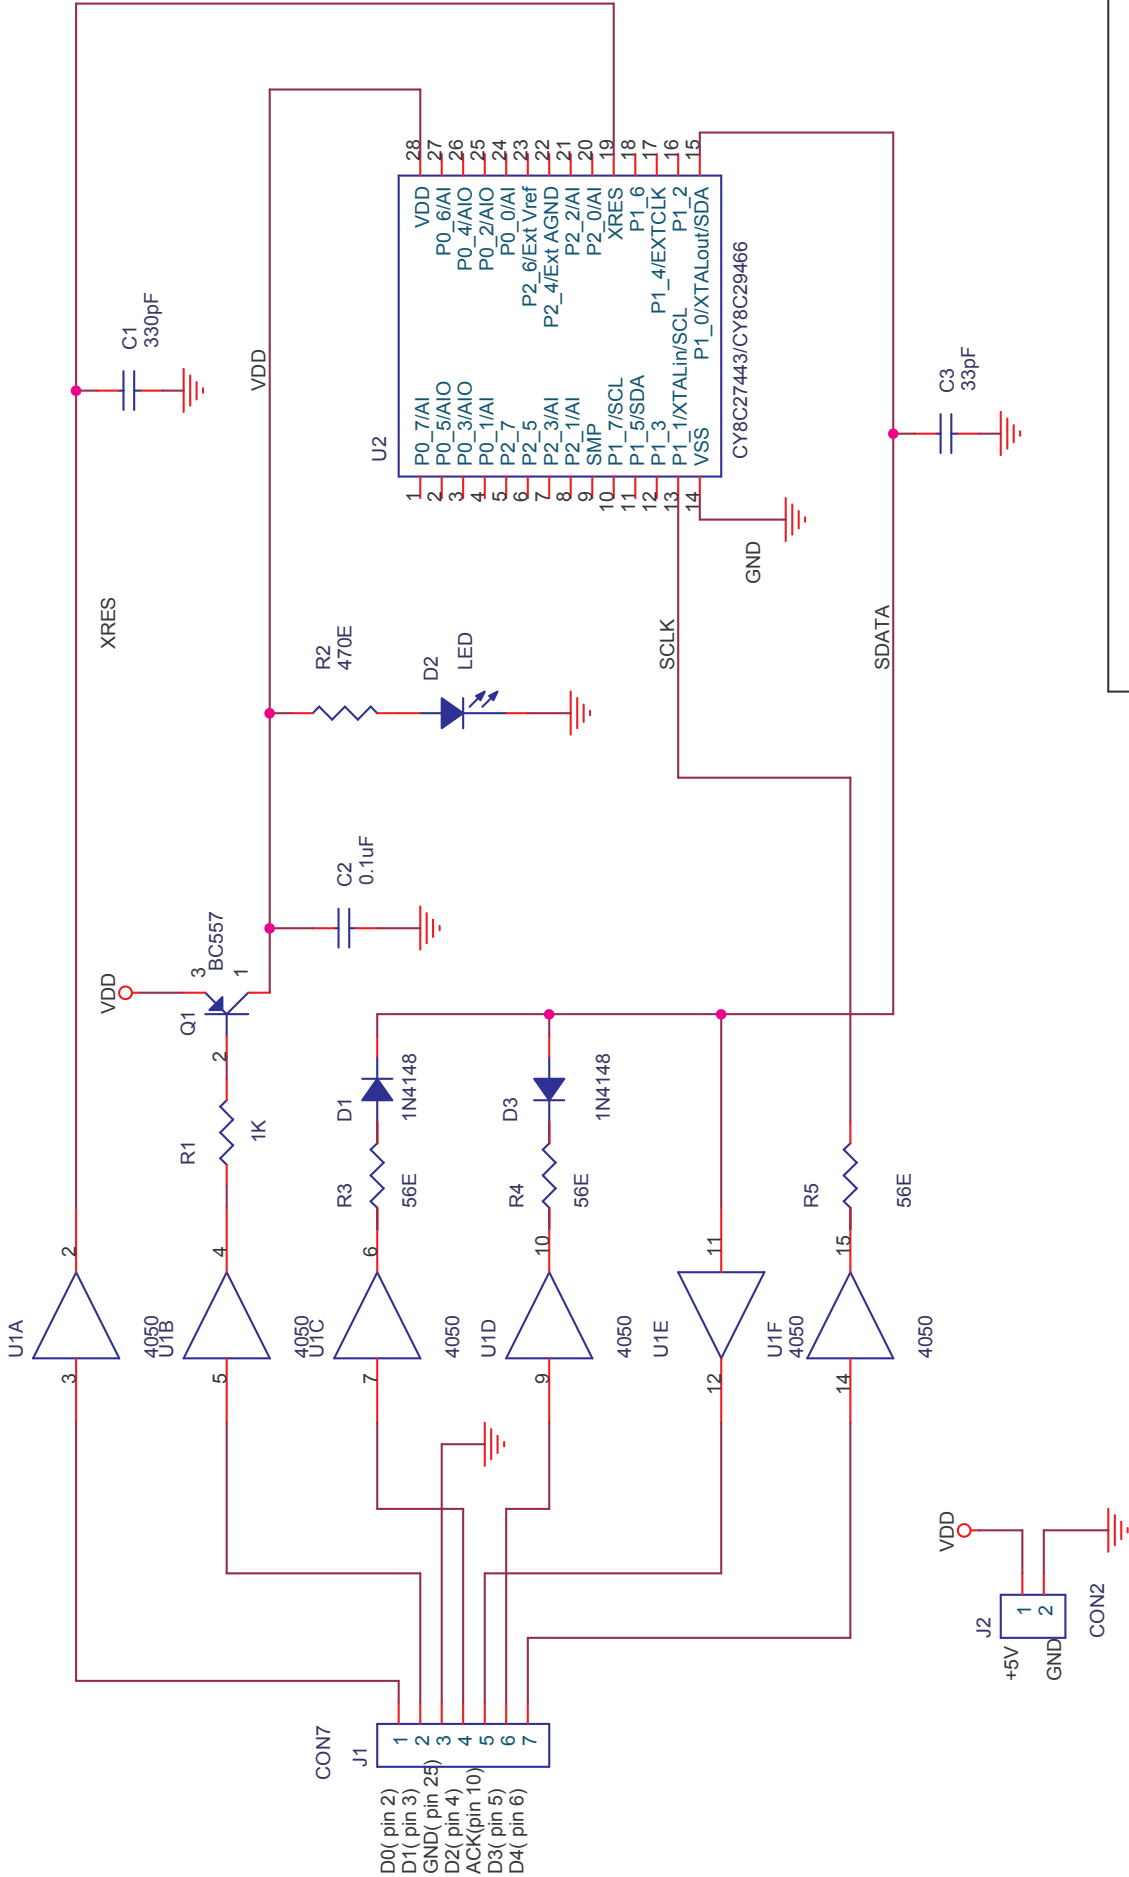 CON7
J1
D0( pin 2)
D1( pin 3)
GND( pin 25)
D2( pin 4)
ACK(pin 10)
D3( pin 5)
D4( pin 6)
1
2
3
4
5
6
7
U1A
3
2
4050
U1B
5
4
4050
U1C
7
6
4050
U1D
9
10
4050
U1E
12
11
4050
U1F
14
15
4050
R1
1K
R3
56E
R4
56E
R5
56E
D1
1N4148
D3
1N4148
VDD
Q1
BC557
3
1
2
C2
0.1uF
R2
470E
D2
LED
XRES
VDD
C1
330pF
SCLK
SDATA
GND
C3
33pF
U2
CY8C27443/CY8C29466
1
2
3
4
5
6
7
8
9
10
11
12
13
14
P0_7/AI
P0_5/AIO
P0_3/AIO
P0_1/AI
P2_7
P2_5
P2_3/AI
P2_1/AI
SMP
P1_7/SCL
P1_5/SDA
P1_3
P1_1/XTALin/SCL
VSS
VDD
P0_6/AI
P0_4/AIO
P0_2/AIO
P0_0/AI
P2_6/Ext Vref
P2_4/Ext AGND
P2_2/AI
P2_0/AI
XRES
P1_6
P1_4/EXTCLK
P1_2
P1_0/XTALout/SDA
28
27
26
25
24
23
22
21
20
19
18
17
16
15
VDD
J2
+5V
GND
1
2
CON2